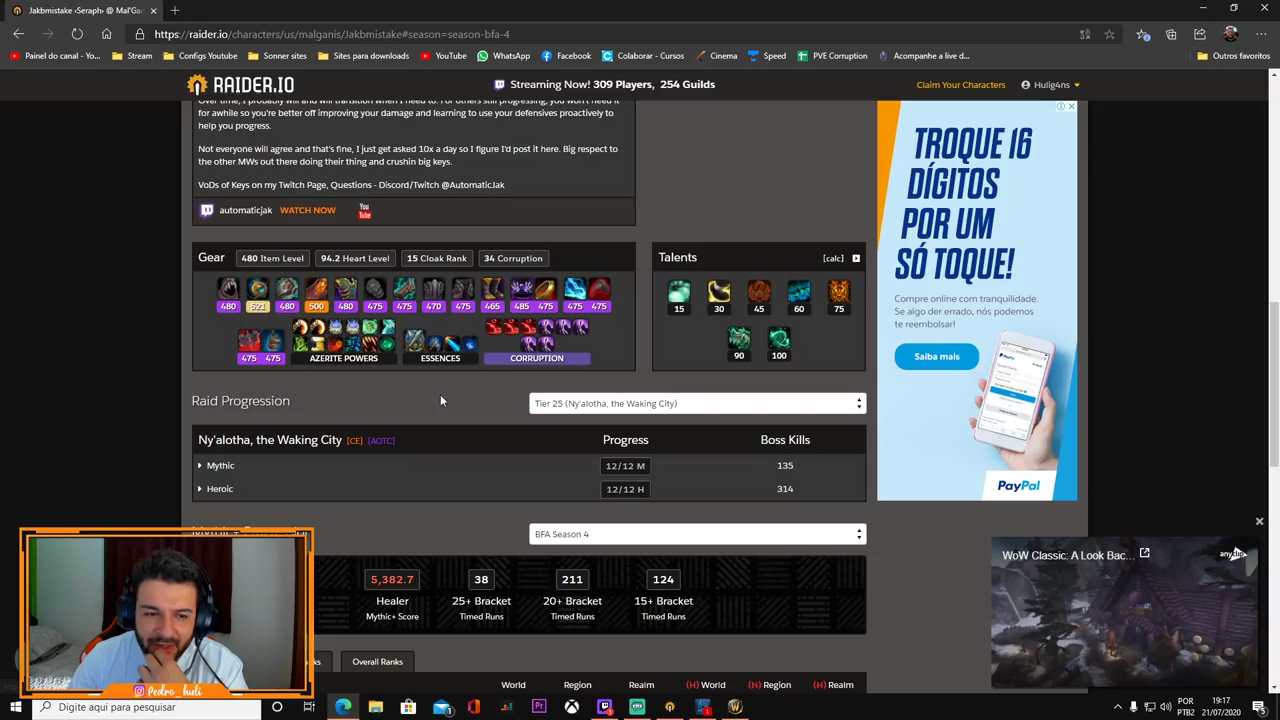 Jakbmistake <Seraph> @ Mal'Gan
https://raider.io/characters/us/malganis/Jakbmistake#season=season-bfa-4
Painel do canal - Tw
Stream
Configs Youtube
Sonner sites
Sites para downloads
YouTube
WhatsApp
Facebook
Colaborar - Cursos
Cinema
Speed
PVE Corruption
Acompanhe a live d...
Outros favoritos
RAIDER.IO
Streaming Now! 309 Players, 254 Guilds
Claim Your Characters
Hulig4ns
Over time, I probably will and will transition when I need to. For others still progressing, you won't need it
for awhile so you're better off improving your damage and learning to use your defensives proactively to
help you progress.
Not everyone will agree and that's fine, I just get asked 10x a day so I figure I'd post it here. Big respect to
the other MWs out there doing their thing and crushin big keys.
VoDs of Keys on my Twitch Page, Questions - Discord/Twitch @AutomaticJak
automaticjak WATCH NOW You Tube
Gear 480 Item Level 94.2 Heart Level 15 Cloak Rank 34 Corruption
480 521 480 500 480 475 475 470 475 465 485 475 475 475
475 475 AZERITE POWERS ESSENCES CORRUPTION
Talents [calc]
15 30 45 60 75
90 100
TROQUE 16
DÍGITOS
POR UM
SÓ TOQUE!
Compre online com tranquilidade.
Se algo der errado, nós podemos
te reembolsar!
Saiba mais
PayPal
Raid Progression
Tier 25 (Ny'alotha, the Waking City)
Ny'alotha, the Waking City [CE] [AOTC] Progress Boss Kills
Mythic 12/12 M 135
Heroic 12/12 H 314
BFA Season 4
5,382.7 38 211 124
Healer 25+ Bracket 20+ Bracket 15+ Bracket
Mythic+ Score Timed Runs Timed Runs Timed Runs
Overall Ranks
World Region Realm (H) World (H) Region (H) Realm
WoW Classic: A Look Bac...
anyclip
Pedro_huli
Digite aqui para pesquisar
POR
PTB2
19:17
21/07/2020